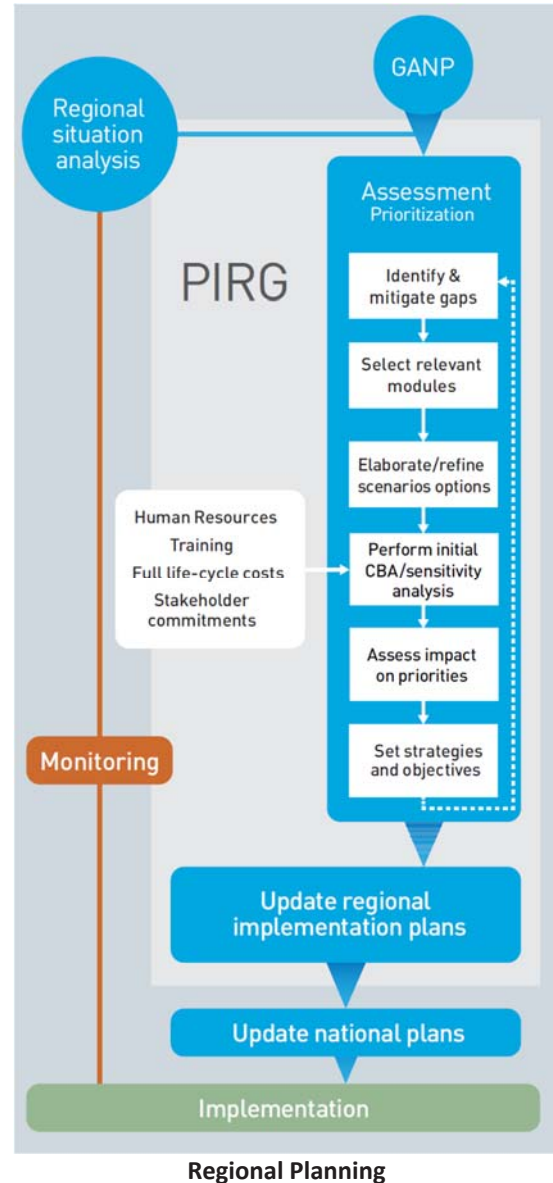 GANP
Regional
situation
analysis
Assessment
Prioritization
PIRG
Identify &
mitigate gaps
Select relevant
modules
Elaborate/refine
scenarios options
Human Resources
Training
Full life-cycle costs
Stakeholder
commitments
Perform initial
CBA/sensitivity
analysis
Assess impact
on priorities
Set strategies
and objectives
Monitoring
Update regional
implementation plans
Update national plans
Implementation
Regional Planning